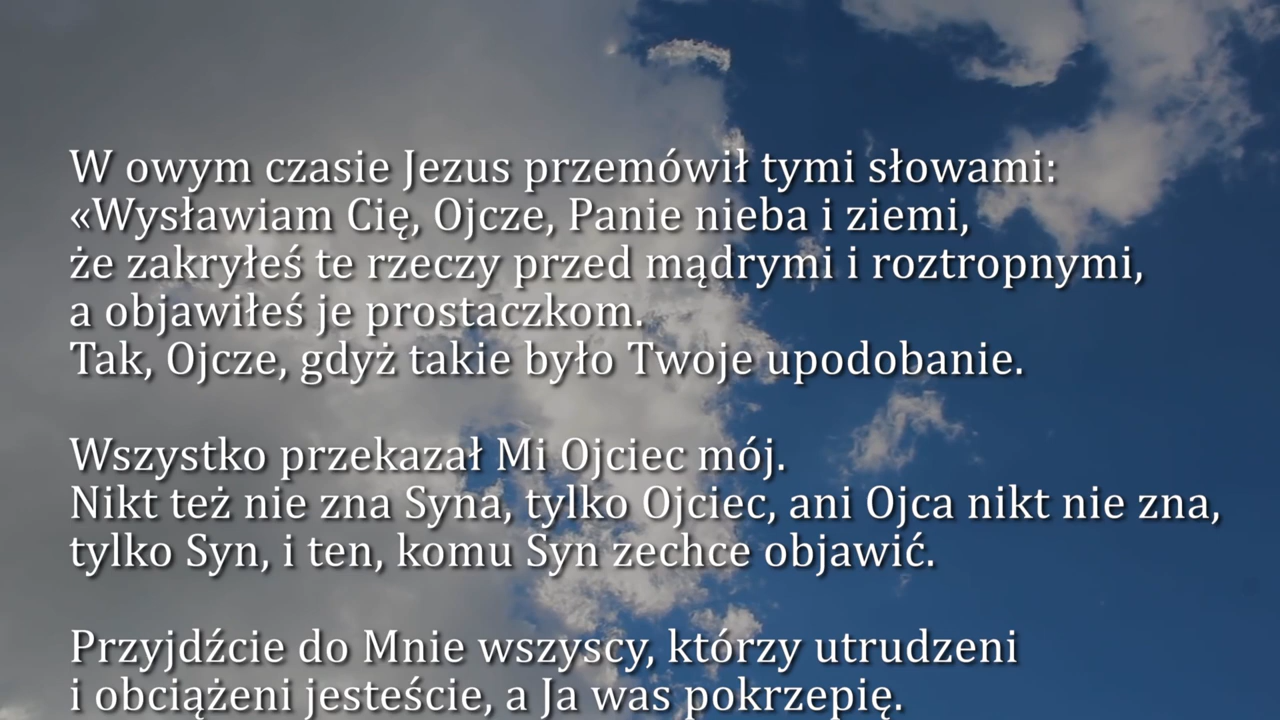 W owym czasie Jezus przemówił tymi słowami:
«Wysławiam Cię, Ojcze, Panie nieba i ziemi,
że zakryłeś te rzeczy przed mądrymi i roztropnymi,
a objawiłeś je prostaczkom.
Tak, Ojcze, gdyż takie było Twoje upodobanie.
Wszystko przekazał Mi Ojciec mój.
Nikt też nie zna Syna, tylko Ojciec, ani Ojca nikt nie zna,
tylko Syn, i ten, komu Syn zechce objawić.
Przyjdźcie do Mnie wszyscy, którzy utrudzeni
i obciążeni jesteście, a Ja was pokrzepię.